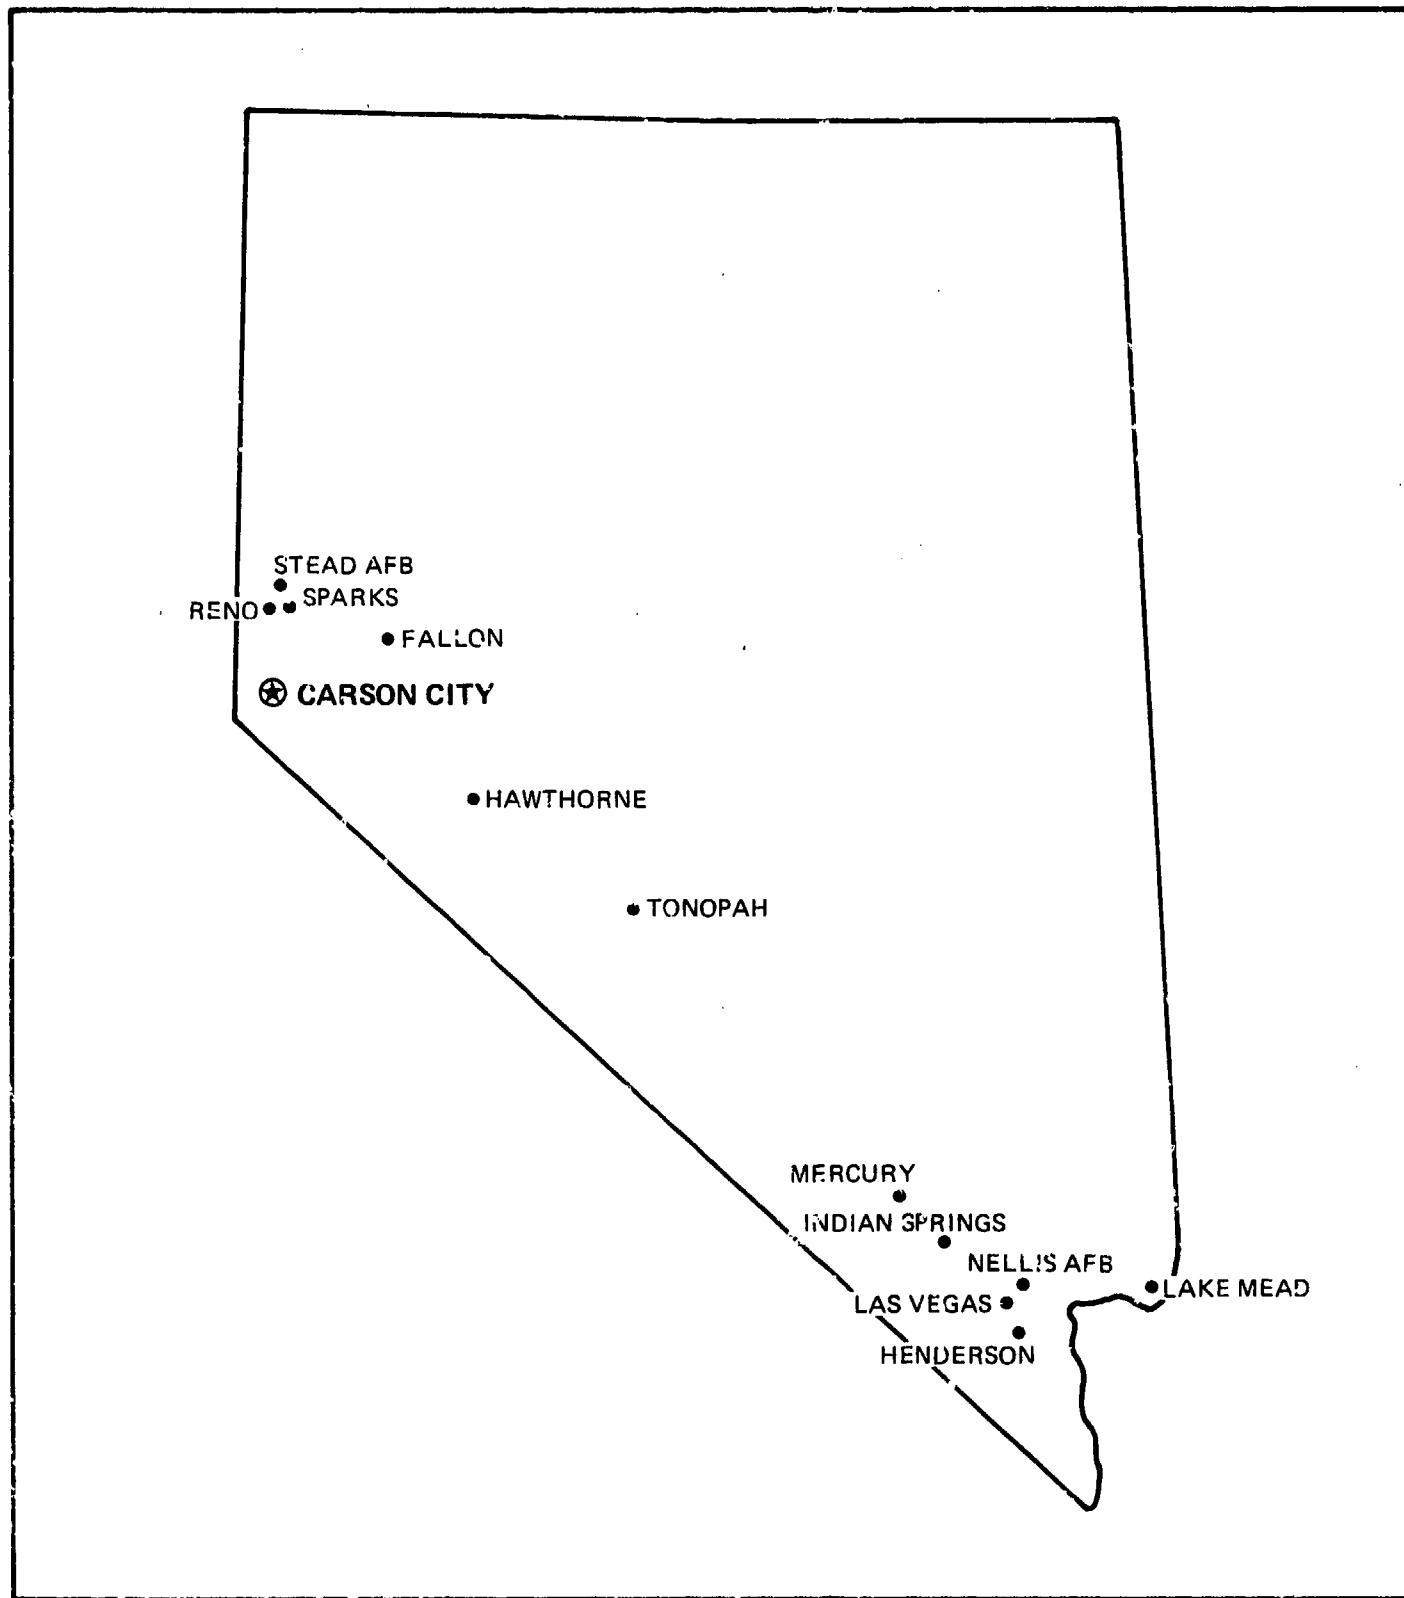 STEAD AFB
SPARKS
RENO
FALLON
CARSON CITY
HAWTHORNE
TONOPAH
MERCURY
INDIAN SPRINGS
NELLIS AFB
LAKE MEAD
LAS VEGAS
HENDERSON